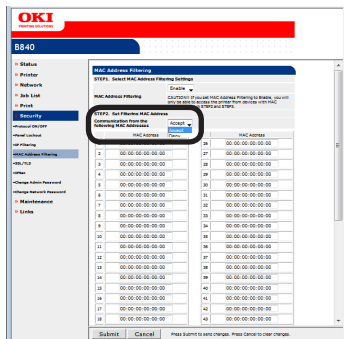 OKI
PRINTING SOLUTIONS
B840
Status
Printer
Network
Job List
Print
Security
Protocol ON/OFF
Panel Lockout
IP Filtering
MAC Address Filtering
SSL/TLS
IPSec
Change Admin Password
Change Network Password
Maintenance
Links
MAC Address Filtering
STEP1. Select MAC Address Filtering Settings
MAC Address Filtering
Enable
CAUTION!! If you set MAC Address Filtering to Enable, you will
only be able to access the printer from devices with MAC
STEP2 and STEP3.
STEP2. Set Filtering MAC Address
Communication from the
following MAC Addresses
Accept
Accept
Deny
MAC Address MAC Address
00:00:00:00:00:00 26 00:00:00:00:00:00
2 00:00:00:00:00:00 27 00:00:00:00:00:00
3 00:00:00:00:00:00 28 00:00:00:00:00:00
4 00:00:00:00:00:00 29 00:00:00:00:00:00
5 00:00:00:00:00:00 30 00:00:00:00:00:00
6 00:00:00:00:00:00 31 00:00:00:00:00:00
7 00:00:00:00:00:00 32 00:00:00:00:00:00
8 00:00:00:00:00:00 33 00:00:00:00:00:00
9 00:00:00:00:00:00 34 00:00:00:00:00:00
10 00:00:00:00:00:00 35 00:00:00:00:00:00
11 00:00:00:00:00:00 36 00:00:00:00:00:00
12 00:00:00:00:00:00 37 00:00:00:00:00:00
13 00:00:00:00:00:00 38 00:00:00:00:00:00
14 00:00:00:00:00:00 39 00:00:00:00:00:00
15 00:00:00:00:00:00 40 00:00:00:00:00:00
16 00:00:00:00:00:00 41 00:00:00:00:00:00
17 00:00:00:00:00:00 42 00:00:00:00:00:00
18 00:00:00:00:00:00 43 00:00:00:00:00:00
Submit Cancel Press Submit to send changes. Press Cancel to clear changes.